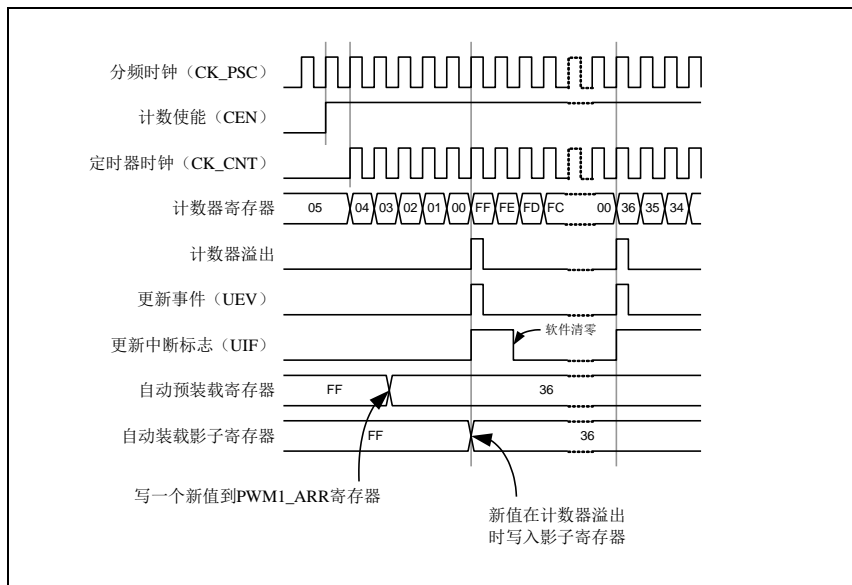 分频时钟（CK_PSC）
计数使能（CEN）
定时器时钟（CK_CNT）
计数器寄存器 05 04 03 02 01 00 FF FE FD FC 00 36 35 34
计数器溢出
更新事件（UEV）
更新中断标志（UIF） 软件清零
自动预装载寄存器 FF 36
自动装载影子寄存器 FF 36
写一个新值到PWM1_ARR寄存器
新值在计数器溢出
时写入影子寄存器